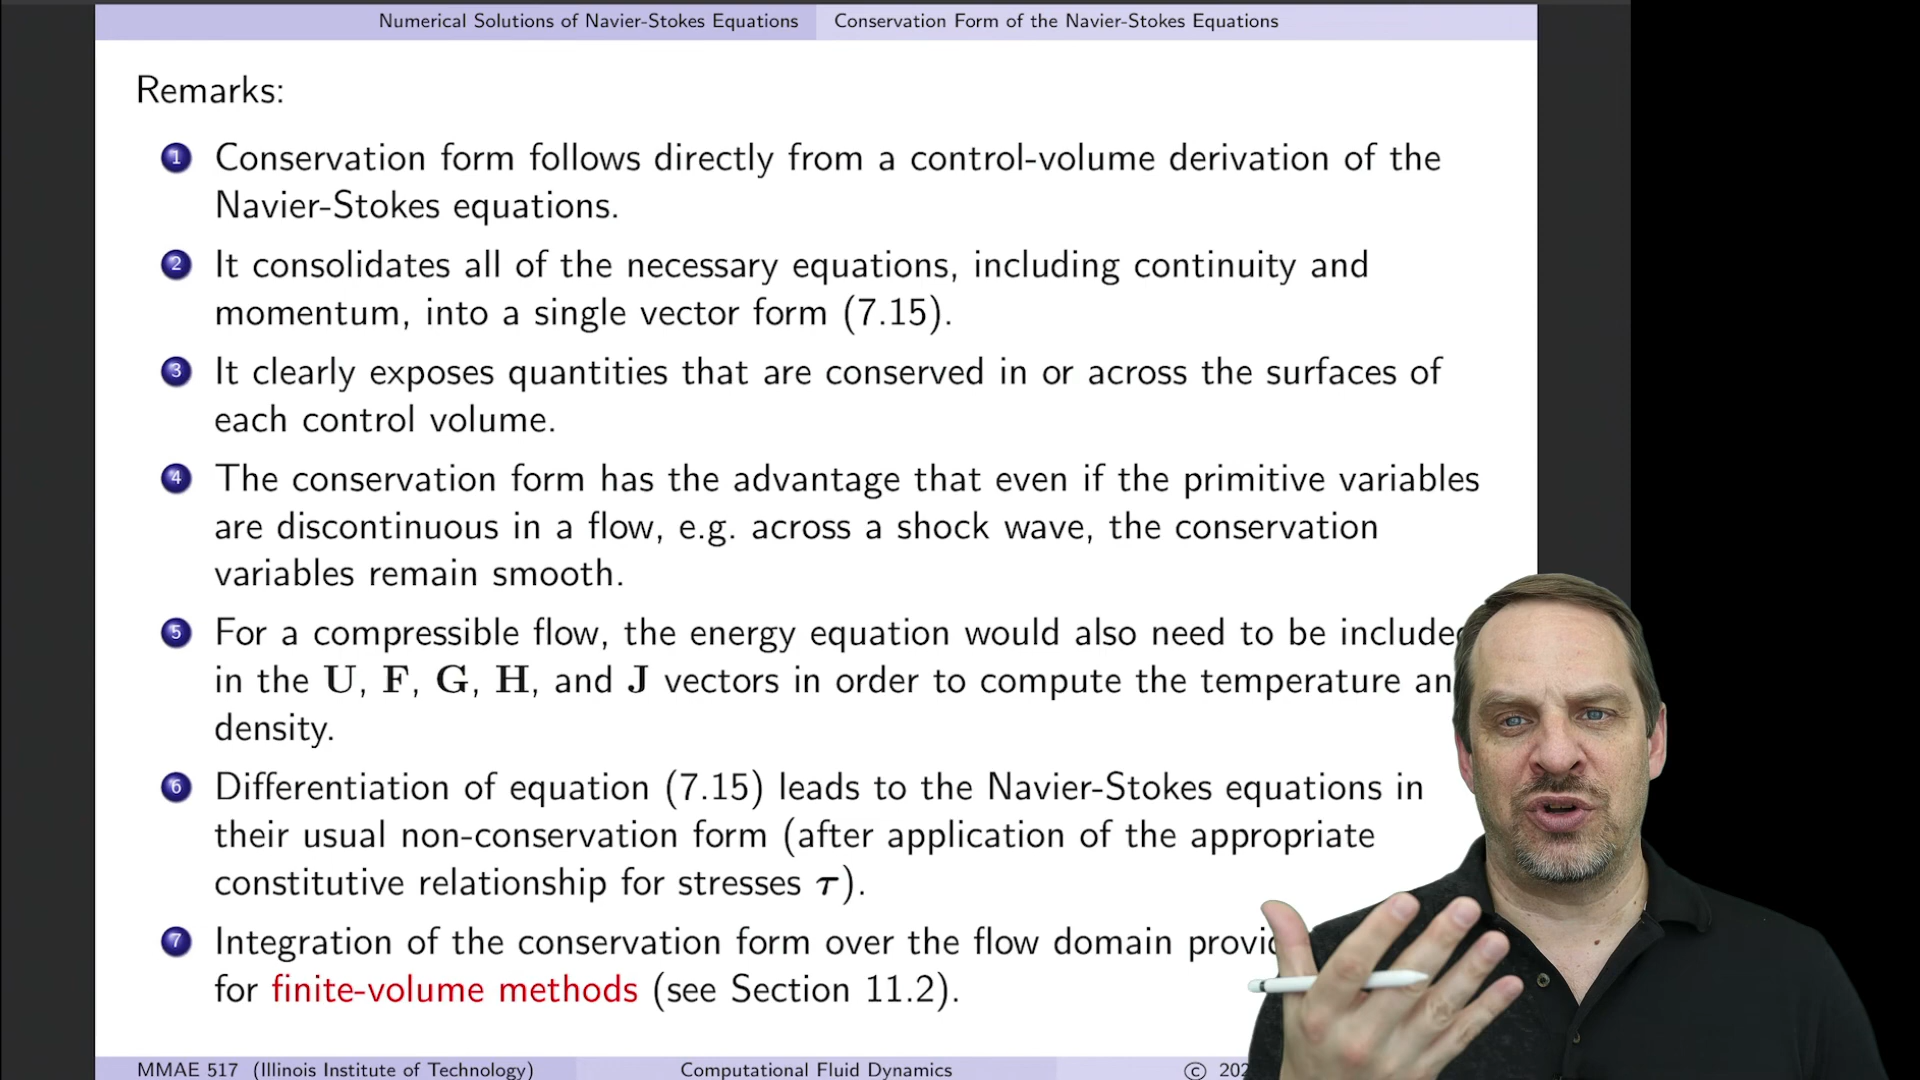 Numerical Solutions of Navier-Stokes Equations Conservation Form of the Navier-Stokes Equations
Remarks:
1 Conservation form follows directly from a control-volume derivation of the
Navier-Stokes equations.
2 It consolidates all of the necessary equations, including continuity and
momentum, into a single vector form (7.15).
3 It clearly exposes quantities that are conserved in or across the surfaces of
each control volume.
4 The conservation form has the advantage that even if the primitive variables
are discontinuous in a flow, e.g. across a shock wave, the conservation
variables remain smooth.
5 For a compressible flow, the energy equation would also need to be
in the U, F, G, H, and J vectors in order to compute the temperature
density.
6 Differentiation of equation (7.15) leads to the Navier-Stokes equations in
their usual non-conservation form (after application of the appropriate
constitutive relationship for stresses τ).
7 Integration of the conservation form over the flow domain
for finite-volume methods (see Section 11.2).
MMAE 517 (Illinois Institute of Technology) Computational Fluid Dynamics ©